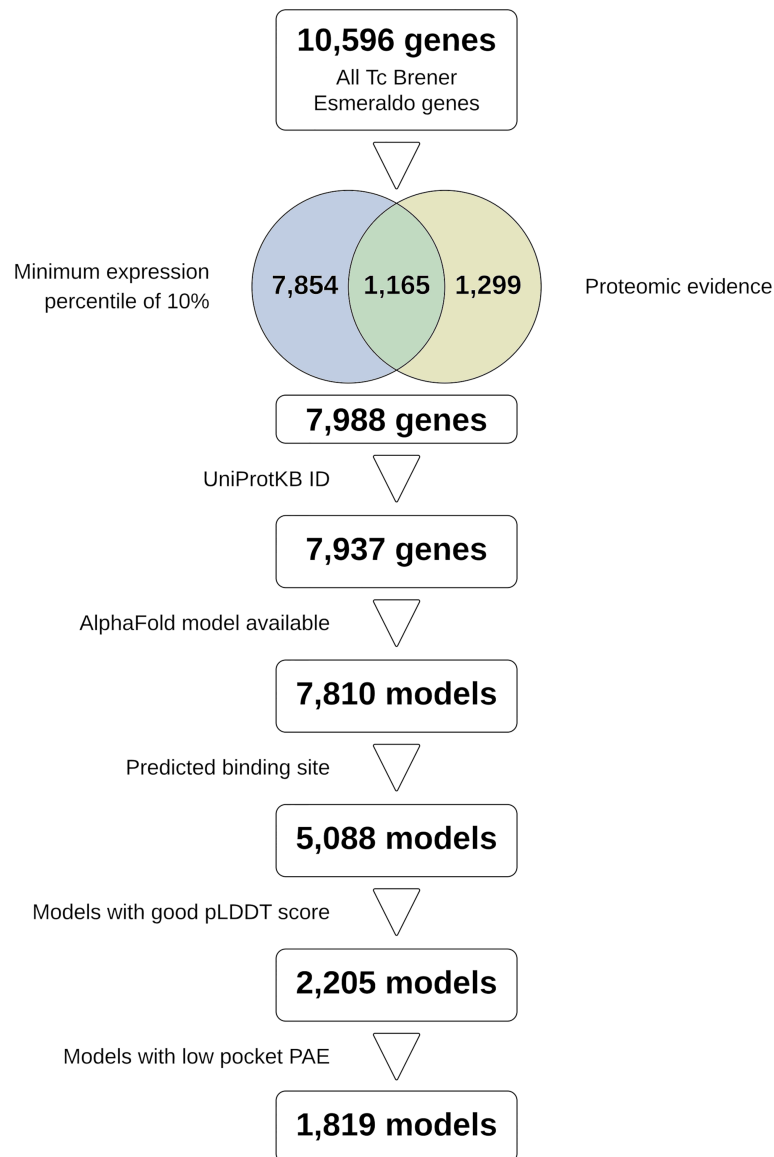 10,596 genes
All Tc Brener
Esmeraldo genes
Minimum expression
percentile of 10%
7,854
1,165
1,299
Proteomic evidence
7,988 genes
UniProtKB ID
7,937 genes
AlphaFold model available
7,810 models
Predicted binding site
5,088 models
Models with good pLDDT score
2,205 models
Models with low pocket PAE
1,819 models